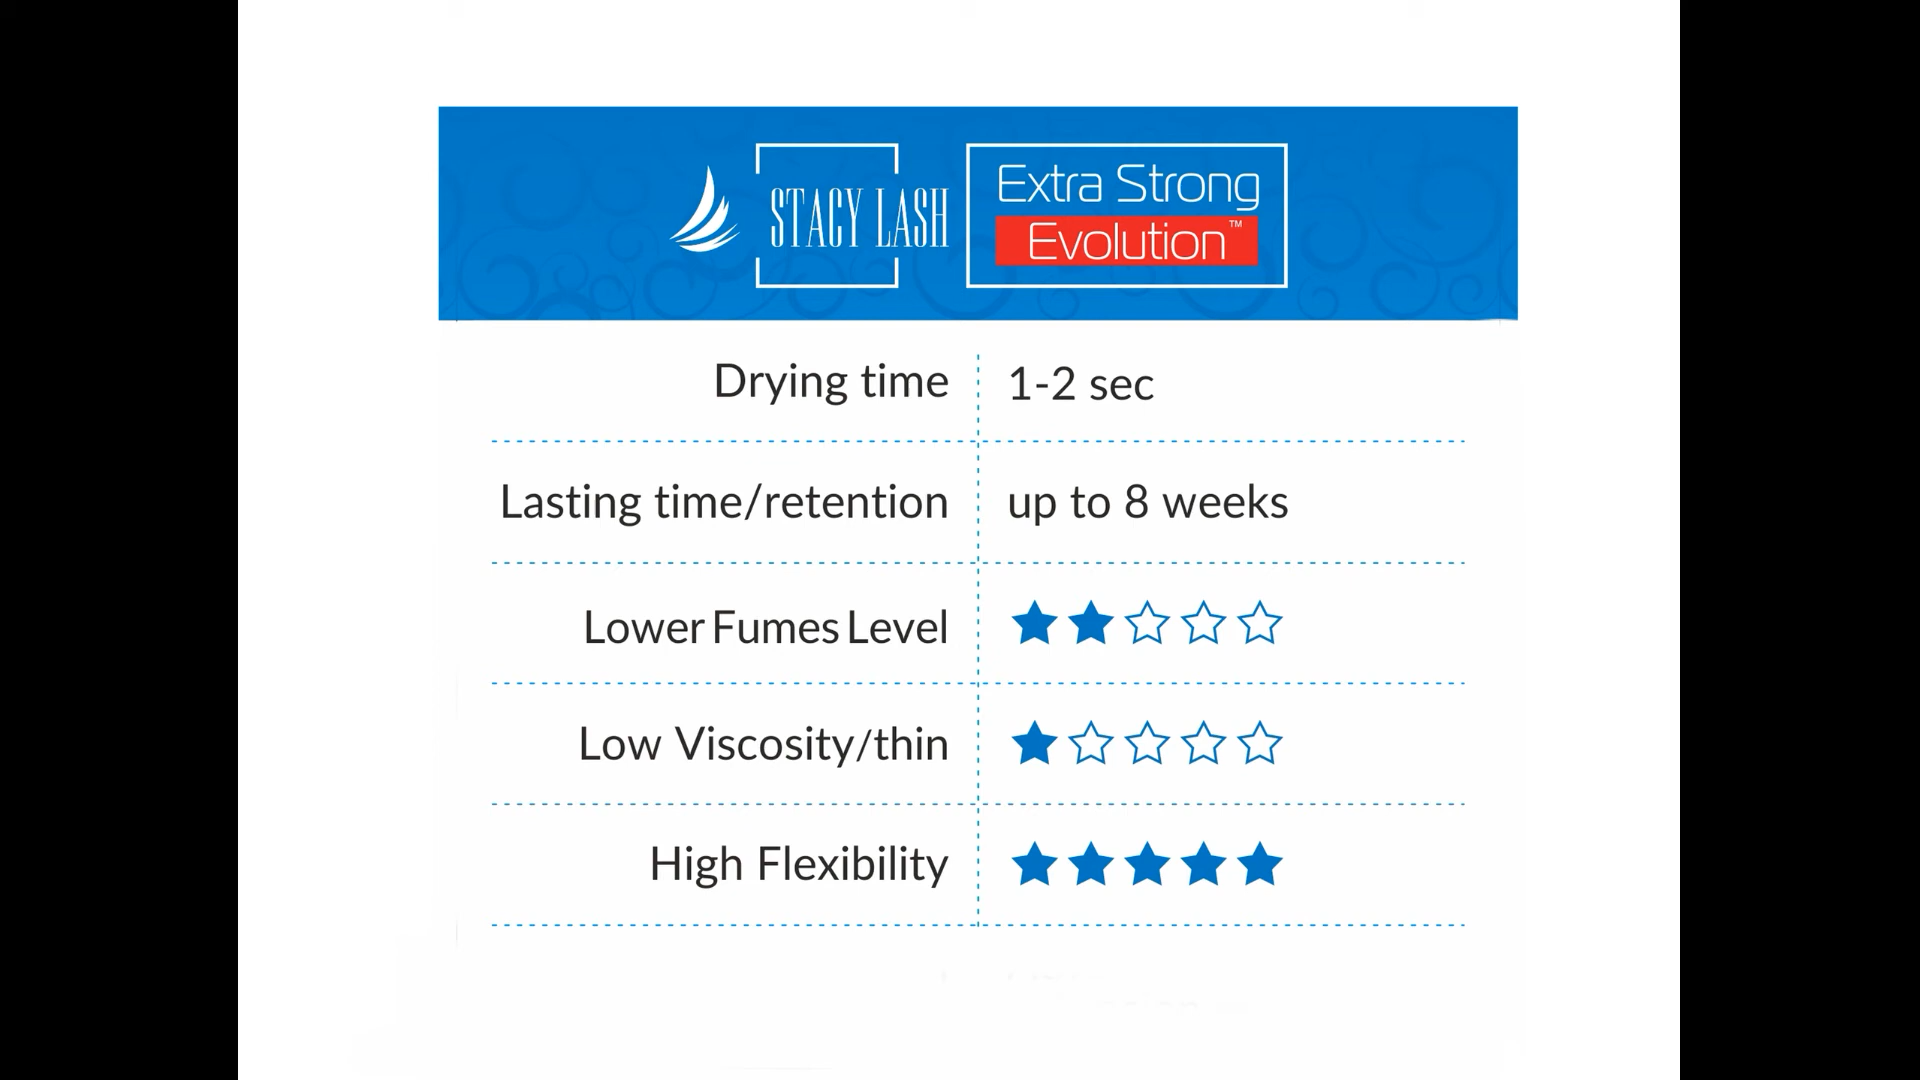 STACY LASH
Extra Strong
Evolution™
Drying time 1-2 sec
Lasting time/retention up to 8 weeks
Lower Fumes Level
Low Viscosity/thin
High Flexibility